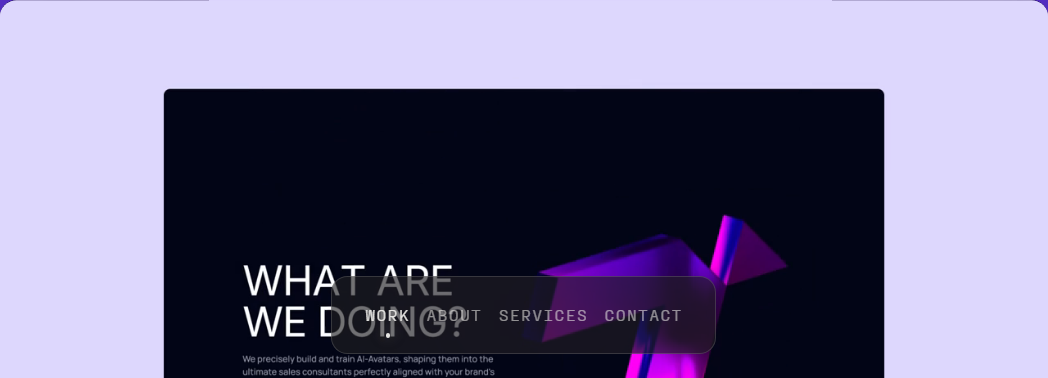 WHAT ARE
WE DOING?
WORK ABOUT SERVICES CONTACT
We precisely build and train AI-Avatars, shaping them into the
ultimate sales consultants perfectly aligned with your brand's